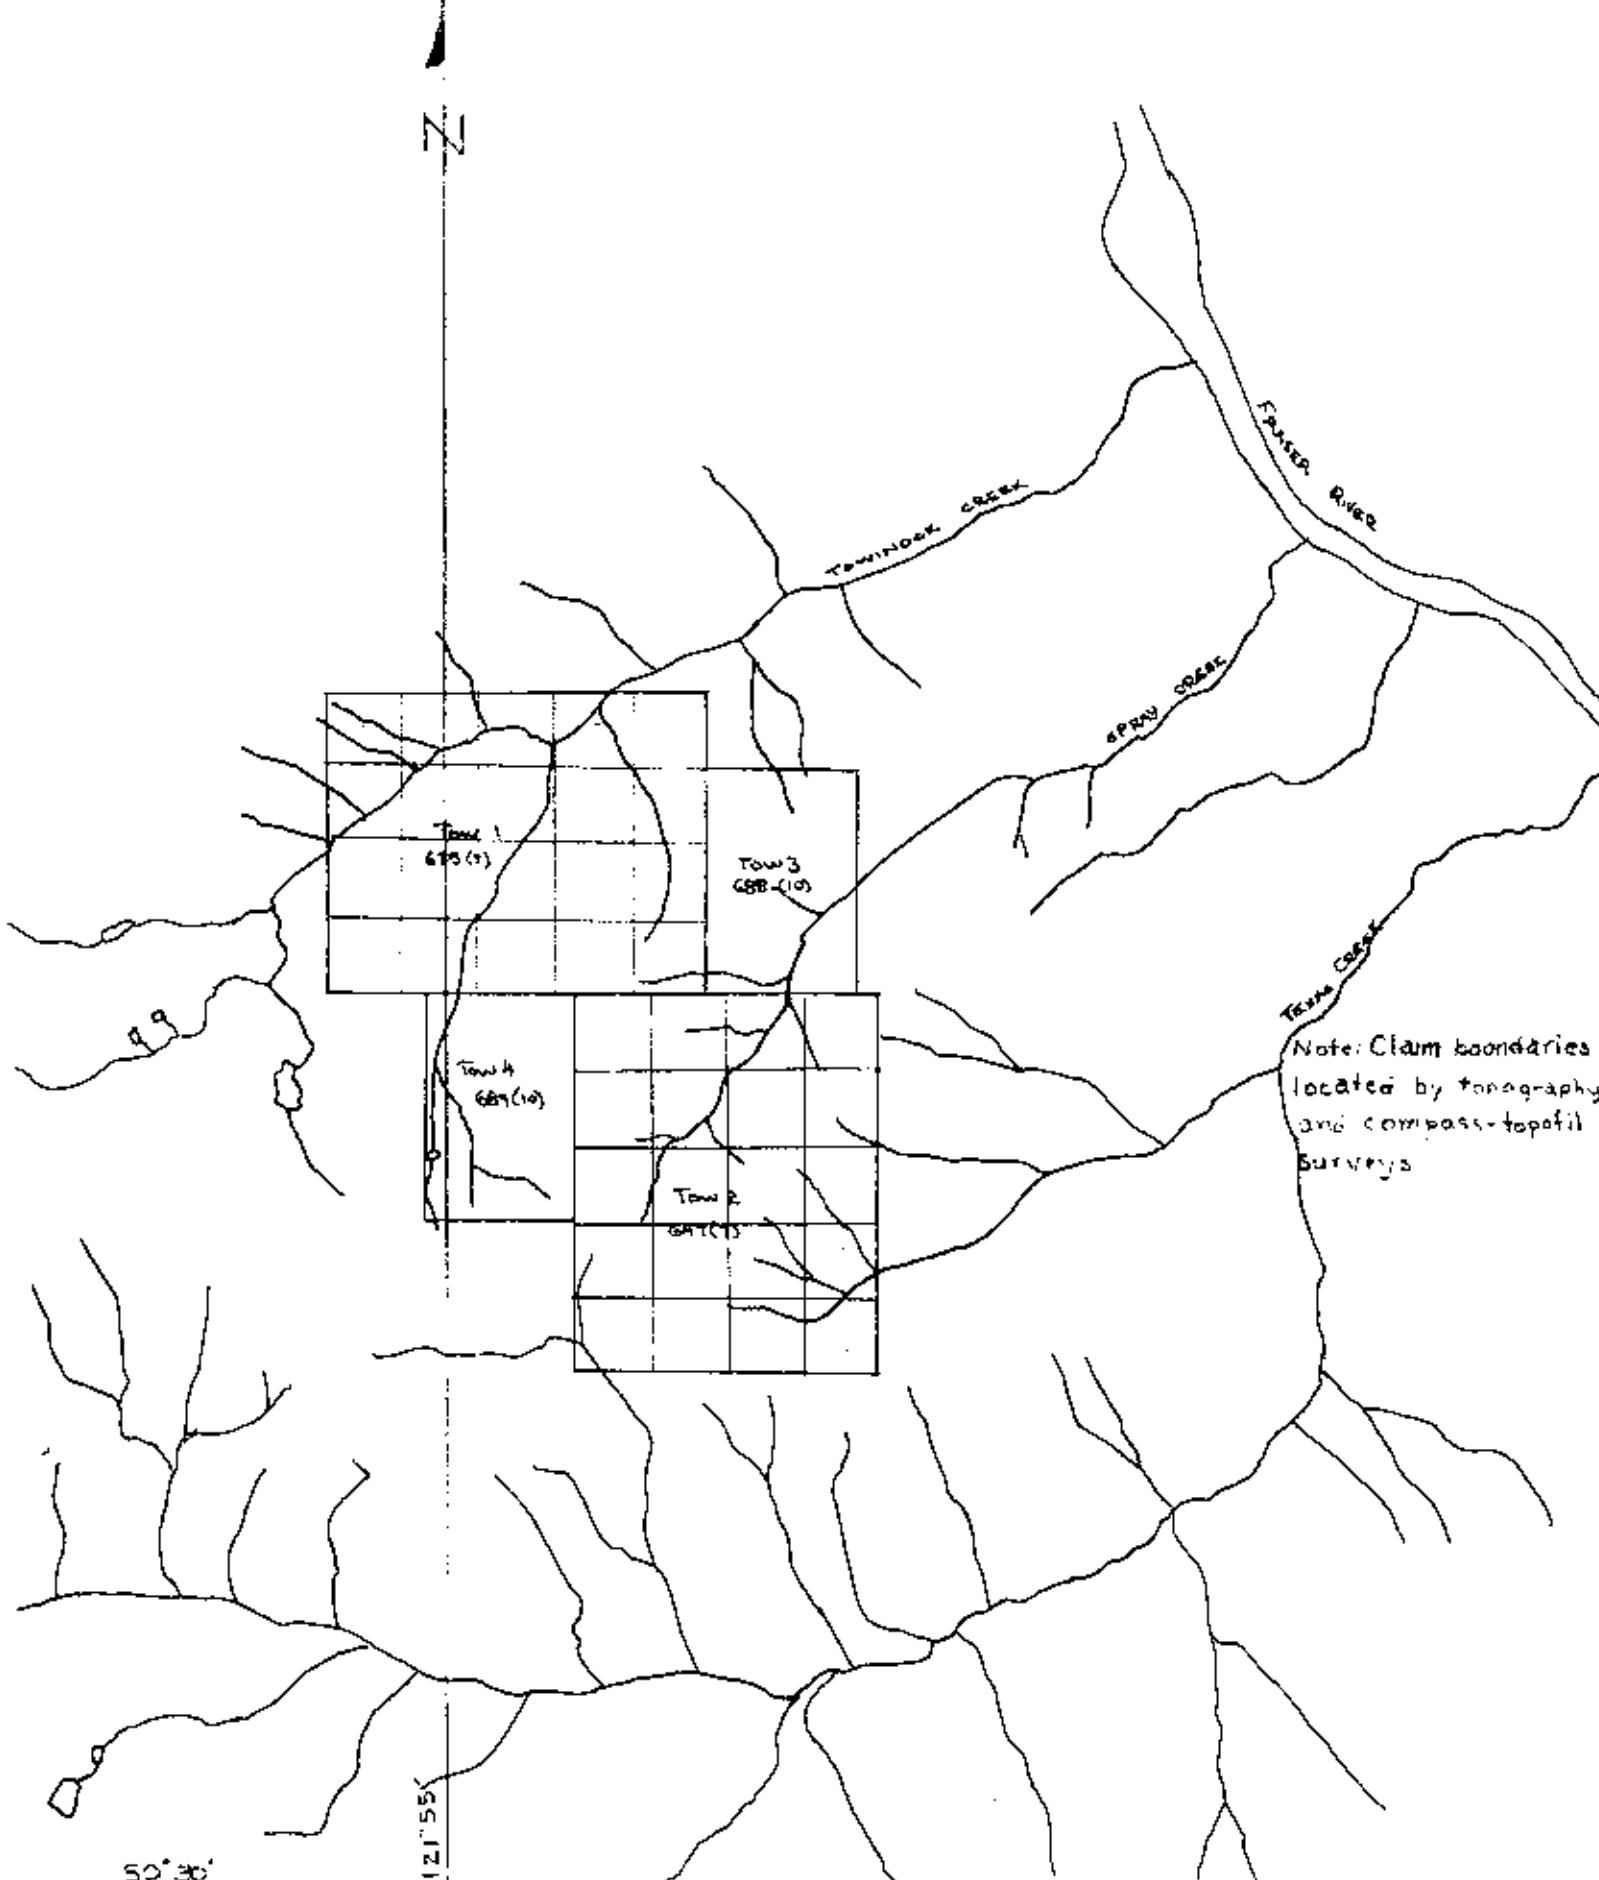 N
FRASER RIVER
TOWINOOK CREEK
SPRAY CREEK
Tow 1
Tow 3
688(10)
TEXAS CREEK
Note: Claim boundaries
located by topography
and compass-topofil
surveys
Tow 4
689(10)
Tow 2
121°55'
50°30'